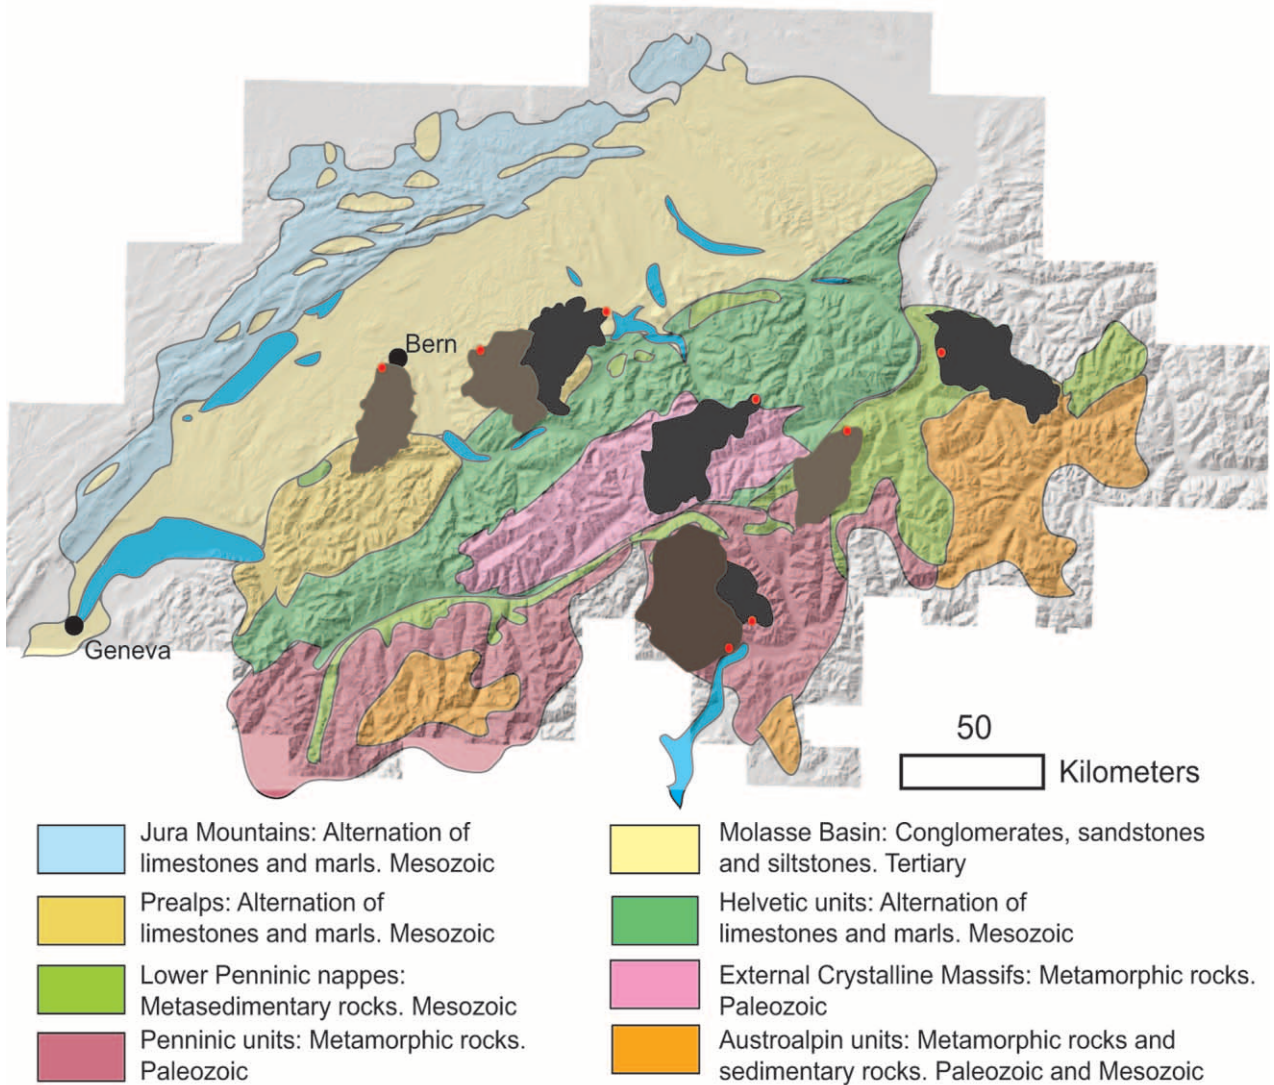 Bern
Geneva
50
Kilometers
Jura Mountains: Alternation of
limestones and marls. Mesozoic
Prealps: Alternation of
limestones and marls. Mesozoic
Lower Penninic nappes:
Metasedimentary rocks. Mesozoic
Penninic units: Metamorphic rocks.
Paleozoic
Molasse Basin: Conglomerates, sandstones
and siltstones. Tertiary
Helvetic units: Alternation of
limestones and marls. Mesozoic
External Crystalline Massifs: Metamorphic rocks.
Paleozoic
Austroalpin units: Metamorphic rocks and
sedimentary rocks. Paleozoic and Mesozoic